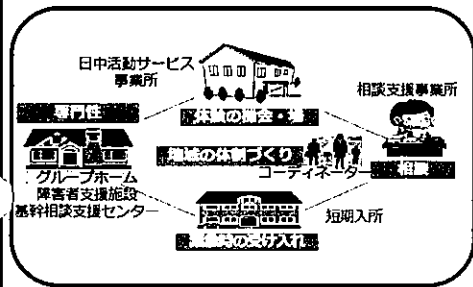 日中活動サービス
事業所
相談支援事業所
専門性
体験の機会・場
地域の体制づくり
コーディネーター
相談
グループホーム
障害者支援施設
基幹相談支援センター
短期入所
緊急時の受け入れ